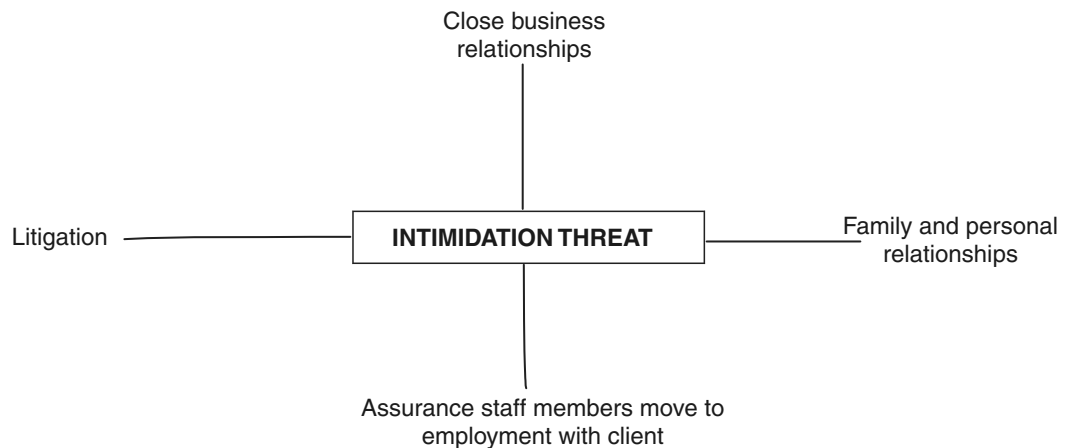 Close business
relationships
Litigation
INTIMIDATION THREAT
Family and personal
relationships
Assurance staff members move to
employment with client